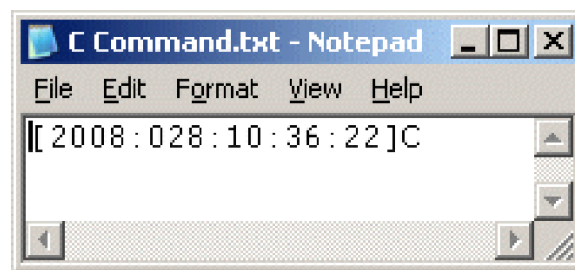 C Command.txt - Notepad
File Edit Format View Help
[2008:028:10:36:22]C